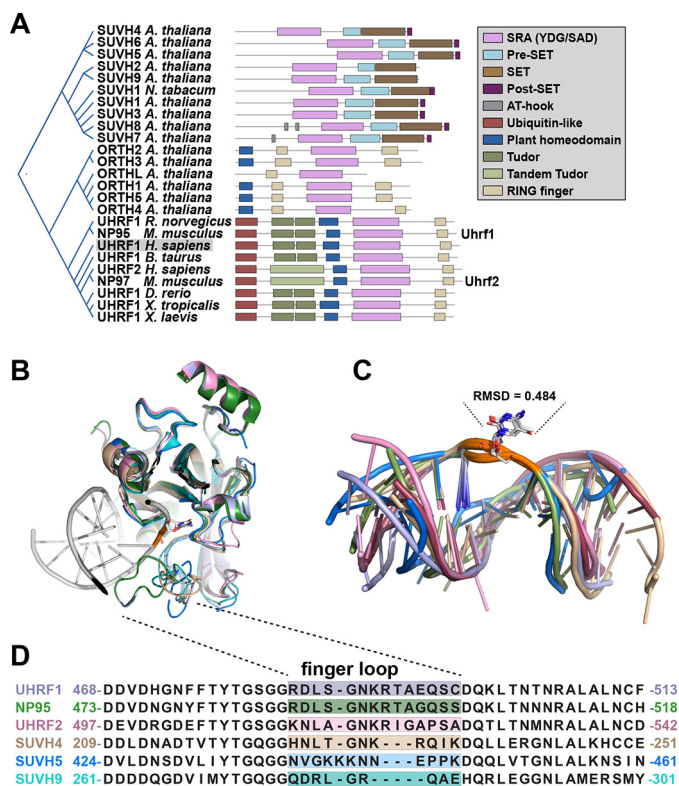 A
SUVH4 A. thaliana
SUVH6 A. thaliana
SUVH5 A. thaliana
SUVH2 A. thaliana
SUVH9 A. thaliana
SUVH1 N. tabacum
SUVH1 A. thaliana
SUVH3 A. thaliana
SUVH8 A. thaliana
SUVH7 A. thaliana
ORTH2 A. thaliana
ORTH3 A. thaliana
ORTHL A. thaliana
ORTH1 A. thaliana
ORTH5 A. thaliana
ORTH4 A. thaliana
UHRF1 R. norvegicus
NP95 M. musculus Uhrf1
UHRF1 H. sapiens
UHRF1 B. taurus
UHRF2 H. sapiens
NP97 M. musculus Uhrf2
UHRF1 D. rerio
UHRF1 X. tropicalis
UHRF1 X. laevis
SRA (YDG/SAD)
Pre-SET
SET
Post-SET
AT-hook
Ubiquitin-like
Plant homeodomain
Tudor
Tandem Tudor
RING finger
B
C
RMSD = 0.484
D
finger loop
UHRF1 468-DDVDHGNFFTYTGSGGRDLS-GNKRTAEQSCDQKLTNTNRALALNCF-513
NP95 473-DDVDNGNYFTYTGSGGRDLS-GNKRTAGQSSDQKLTNNNRALALNCH-518
UHRF2 497-DEVDRGDEFTYTGSGGKNLA-GNKRIGAPSADQTLTNMNRALALNCD-542
SUVH4 209-DDLDNADTVTYTGQGGHNLT-GNK---RQIKDQLLERGNLALKHCCE-251
SUVH5 424-DVLDNSDVLIYTGQGGNVGKKKNN---EPPKDQQLVTGNLALKNSIN-461
SUVH9 261-DDDDQGDVIMYTGQGGQDRL-GR----QAEHQRLEGGNLAMERSMY-301